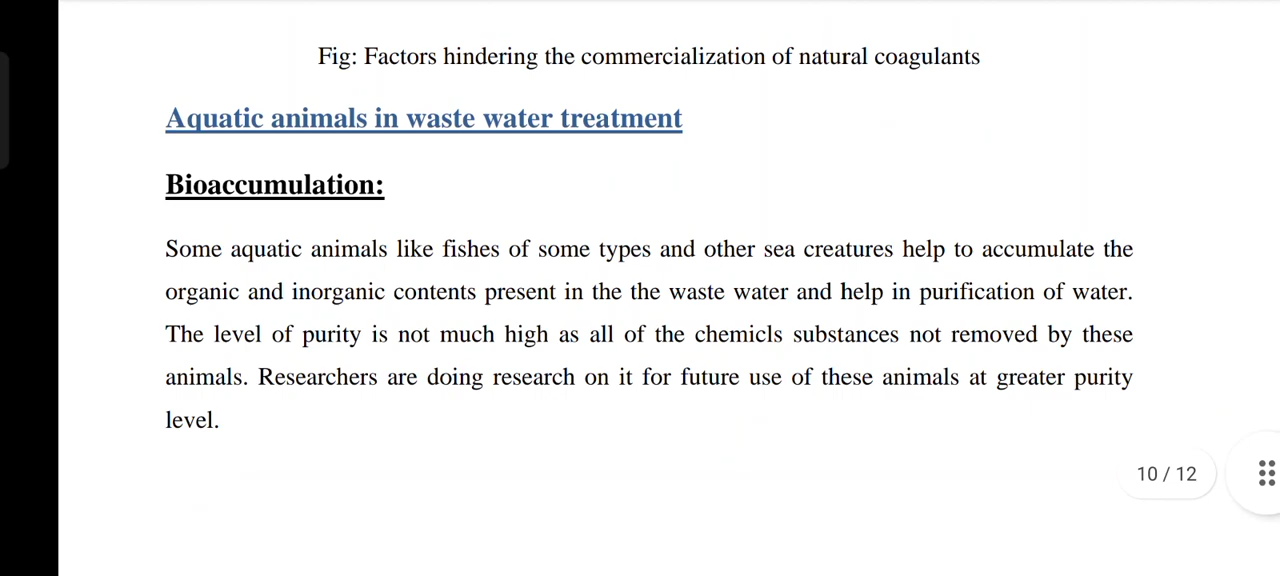 Fig: Factors hindering the commercialization of natural coagulants
Aquatic animals in waste water treatment
Bioaccumulation:
Some aquatic animals like fishes of some types and other sea creatures help to accumulate the
organic and inorganic contents present in the the waste water and help in purification of water.
The level of purity is not much high as all of the chemicls substances not removed by these
animals. Researchers are doing research on it for future use of these animals at greater purity
level.
10 / 12